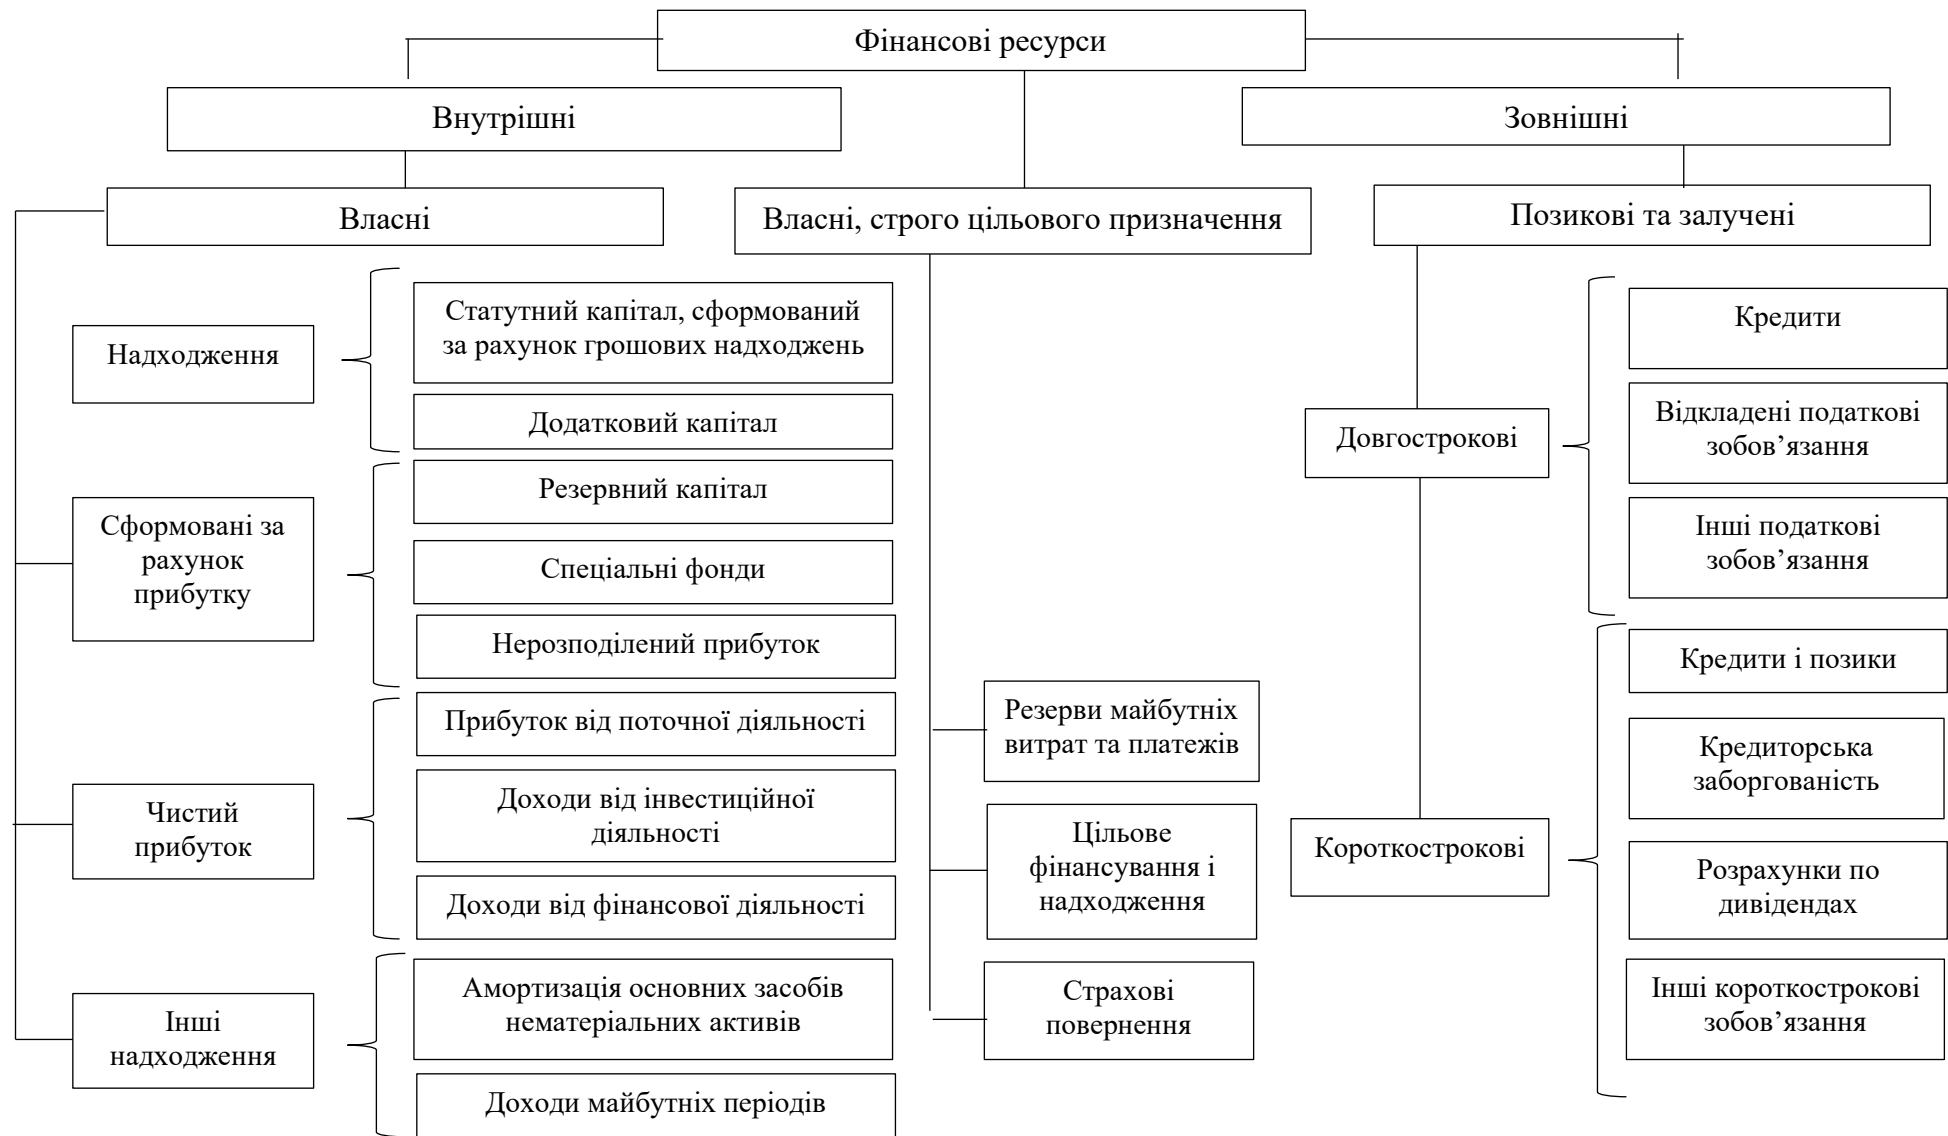 Фінансові ресурси
Внутрішні
Зовнішні
Власні
Власні, строго цільового призначення
Позикові та залучені
Надходження
Статутний капітал, сформований
за рахунок грошових надходжень
Додатковий капітал
Сформовані за
рахунок
прибутку
Резервний капітал
Спеціальні фонди
Нерозподілений прибуток
Чистий
прибуток
Прибуток від поточної діяльності
Доходи від інвестиційної
діяльності
Доходи від фінансової діяльності
Інші
надходження
Амортизація основних засобів
нематеріальних активів
Доходи майбутніх періодів
Резерви майбутніх
витрат та платежів
Цільове
фінансування і
надходження
Страхові
повернення
Довгострокові
Кредити
Відкладені податкові
зобов’язання
Інші податкові
зобов’язання
Короткострокові
Кредити і позики
Кредиторська
заборгованість
Розрахунки по
дивідендах
Інші короткострокові
зобов’язання